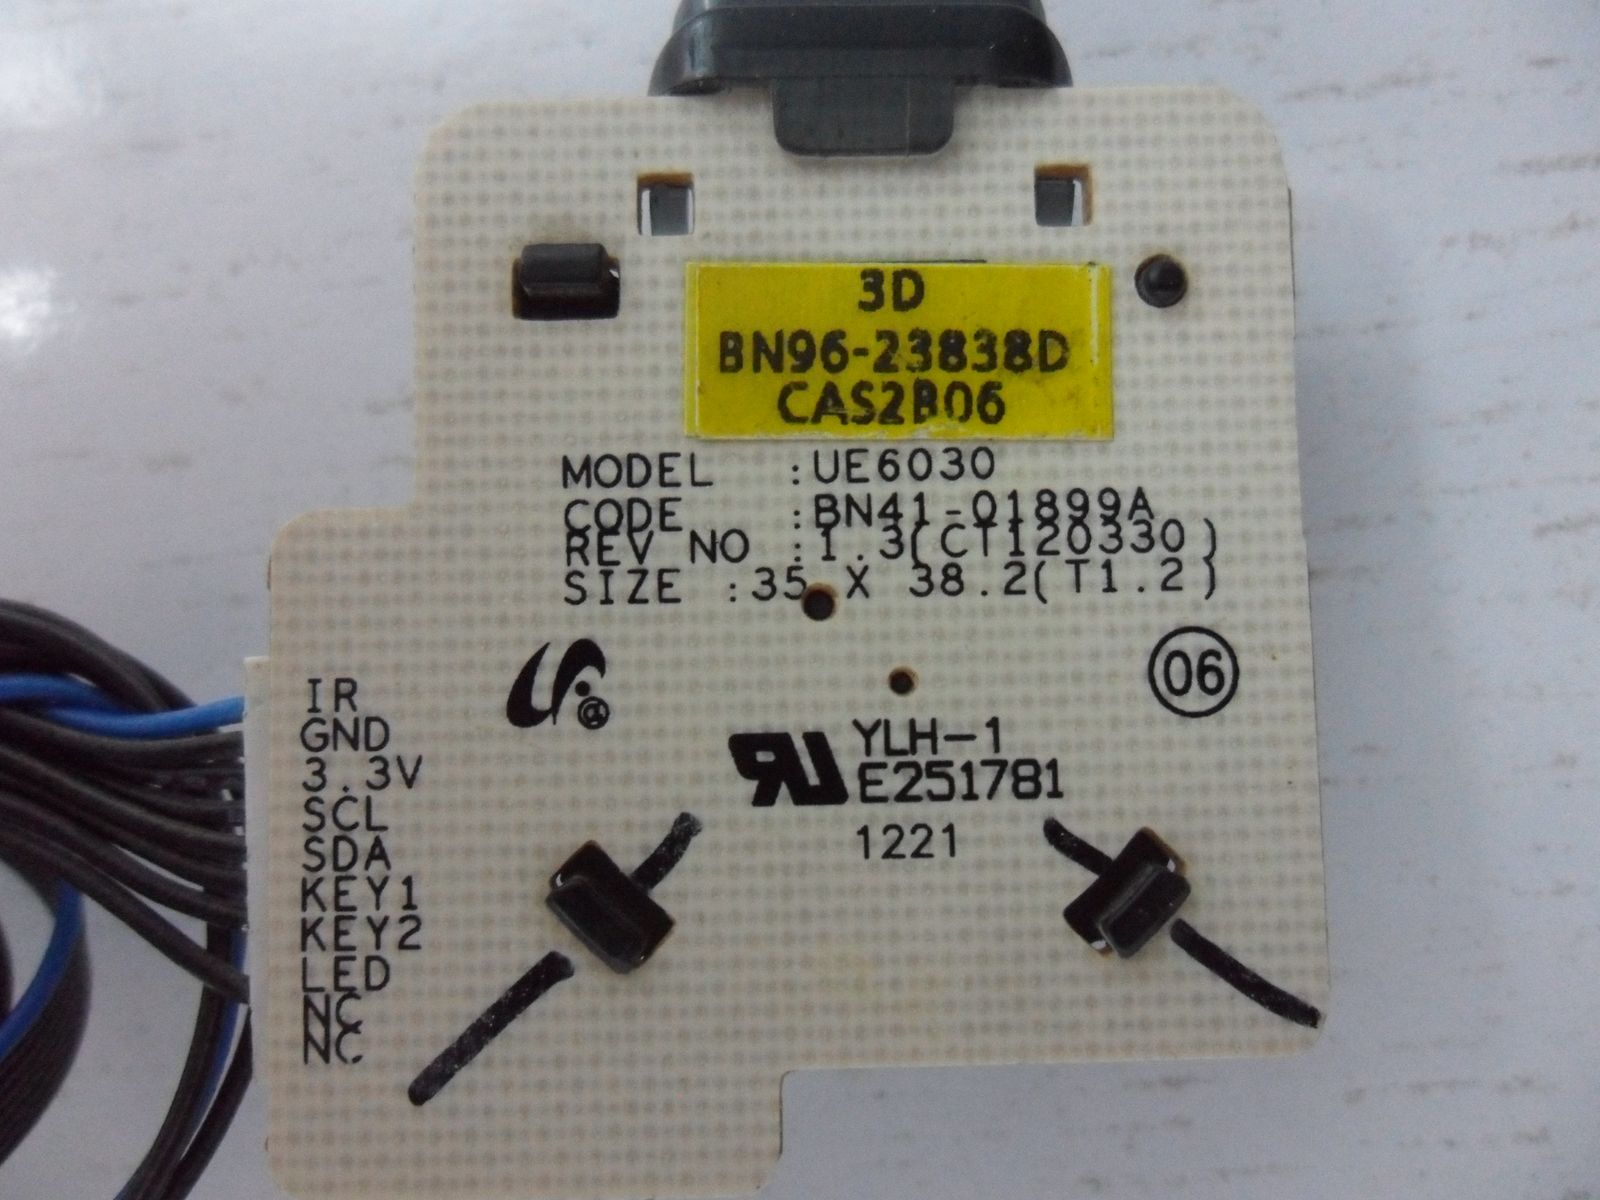 3D
BN96-23838D
CAS2B06
MODEL :UE6030
CODE :BN41-01899A
REV NO :1.3(CT120330)
SIZE :35 X 38.2(T1.2)
06
IR
GND
3.3V
SCL
SDA
KEY1
KEY2
LED
NC
NC
@
RU
YLH-1
E251781
1221